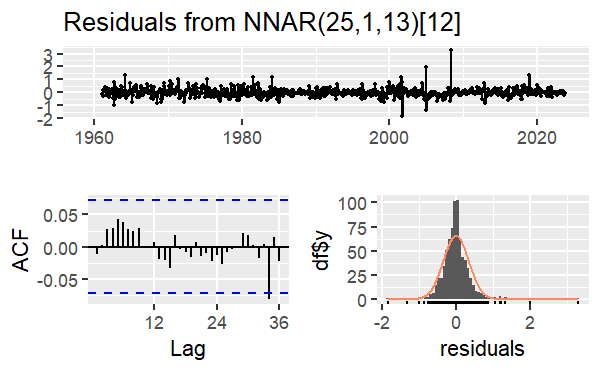 Residuals from NNAR(25,1,13)[12]
3
2
1
0
-1
-2
1960 1980 2000 2020
ACF
0.05
0.00
-0.05
12 24 36
Lag
df$y
100
75
50
25
0
-2 0 2
residuals